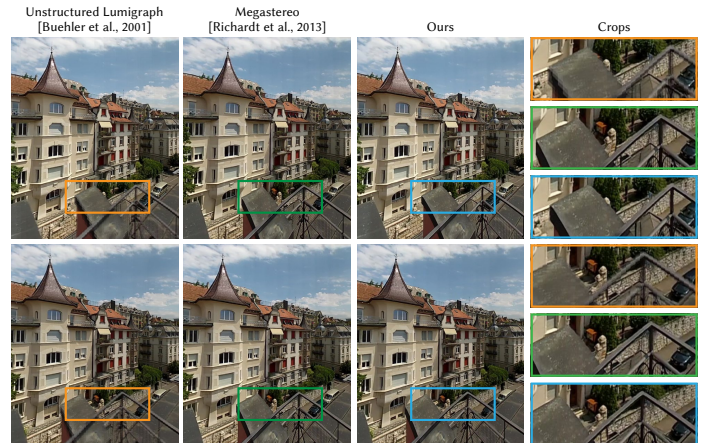 Unstructured Lumigraph
[Buehler et al., 2001]
Megastereo
[Richardt et al., 2013]
Ours
Crops